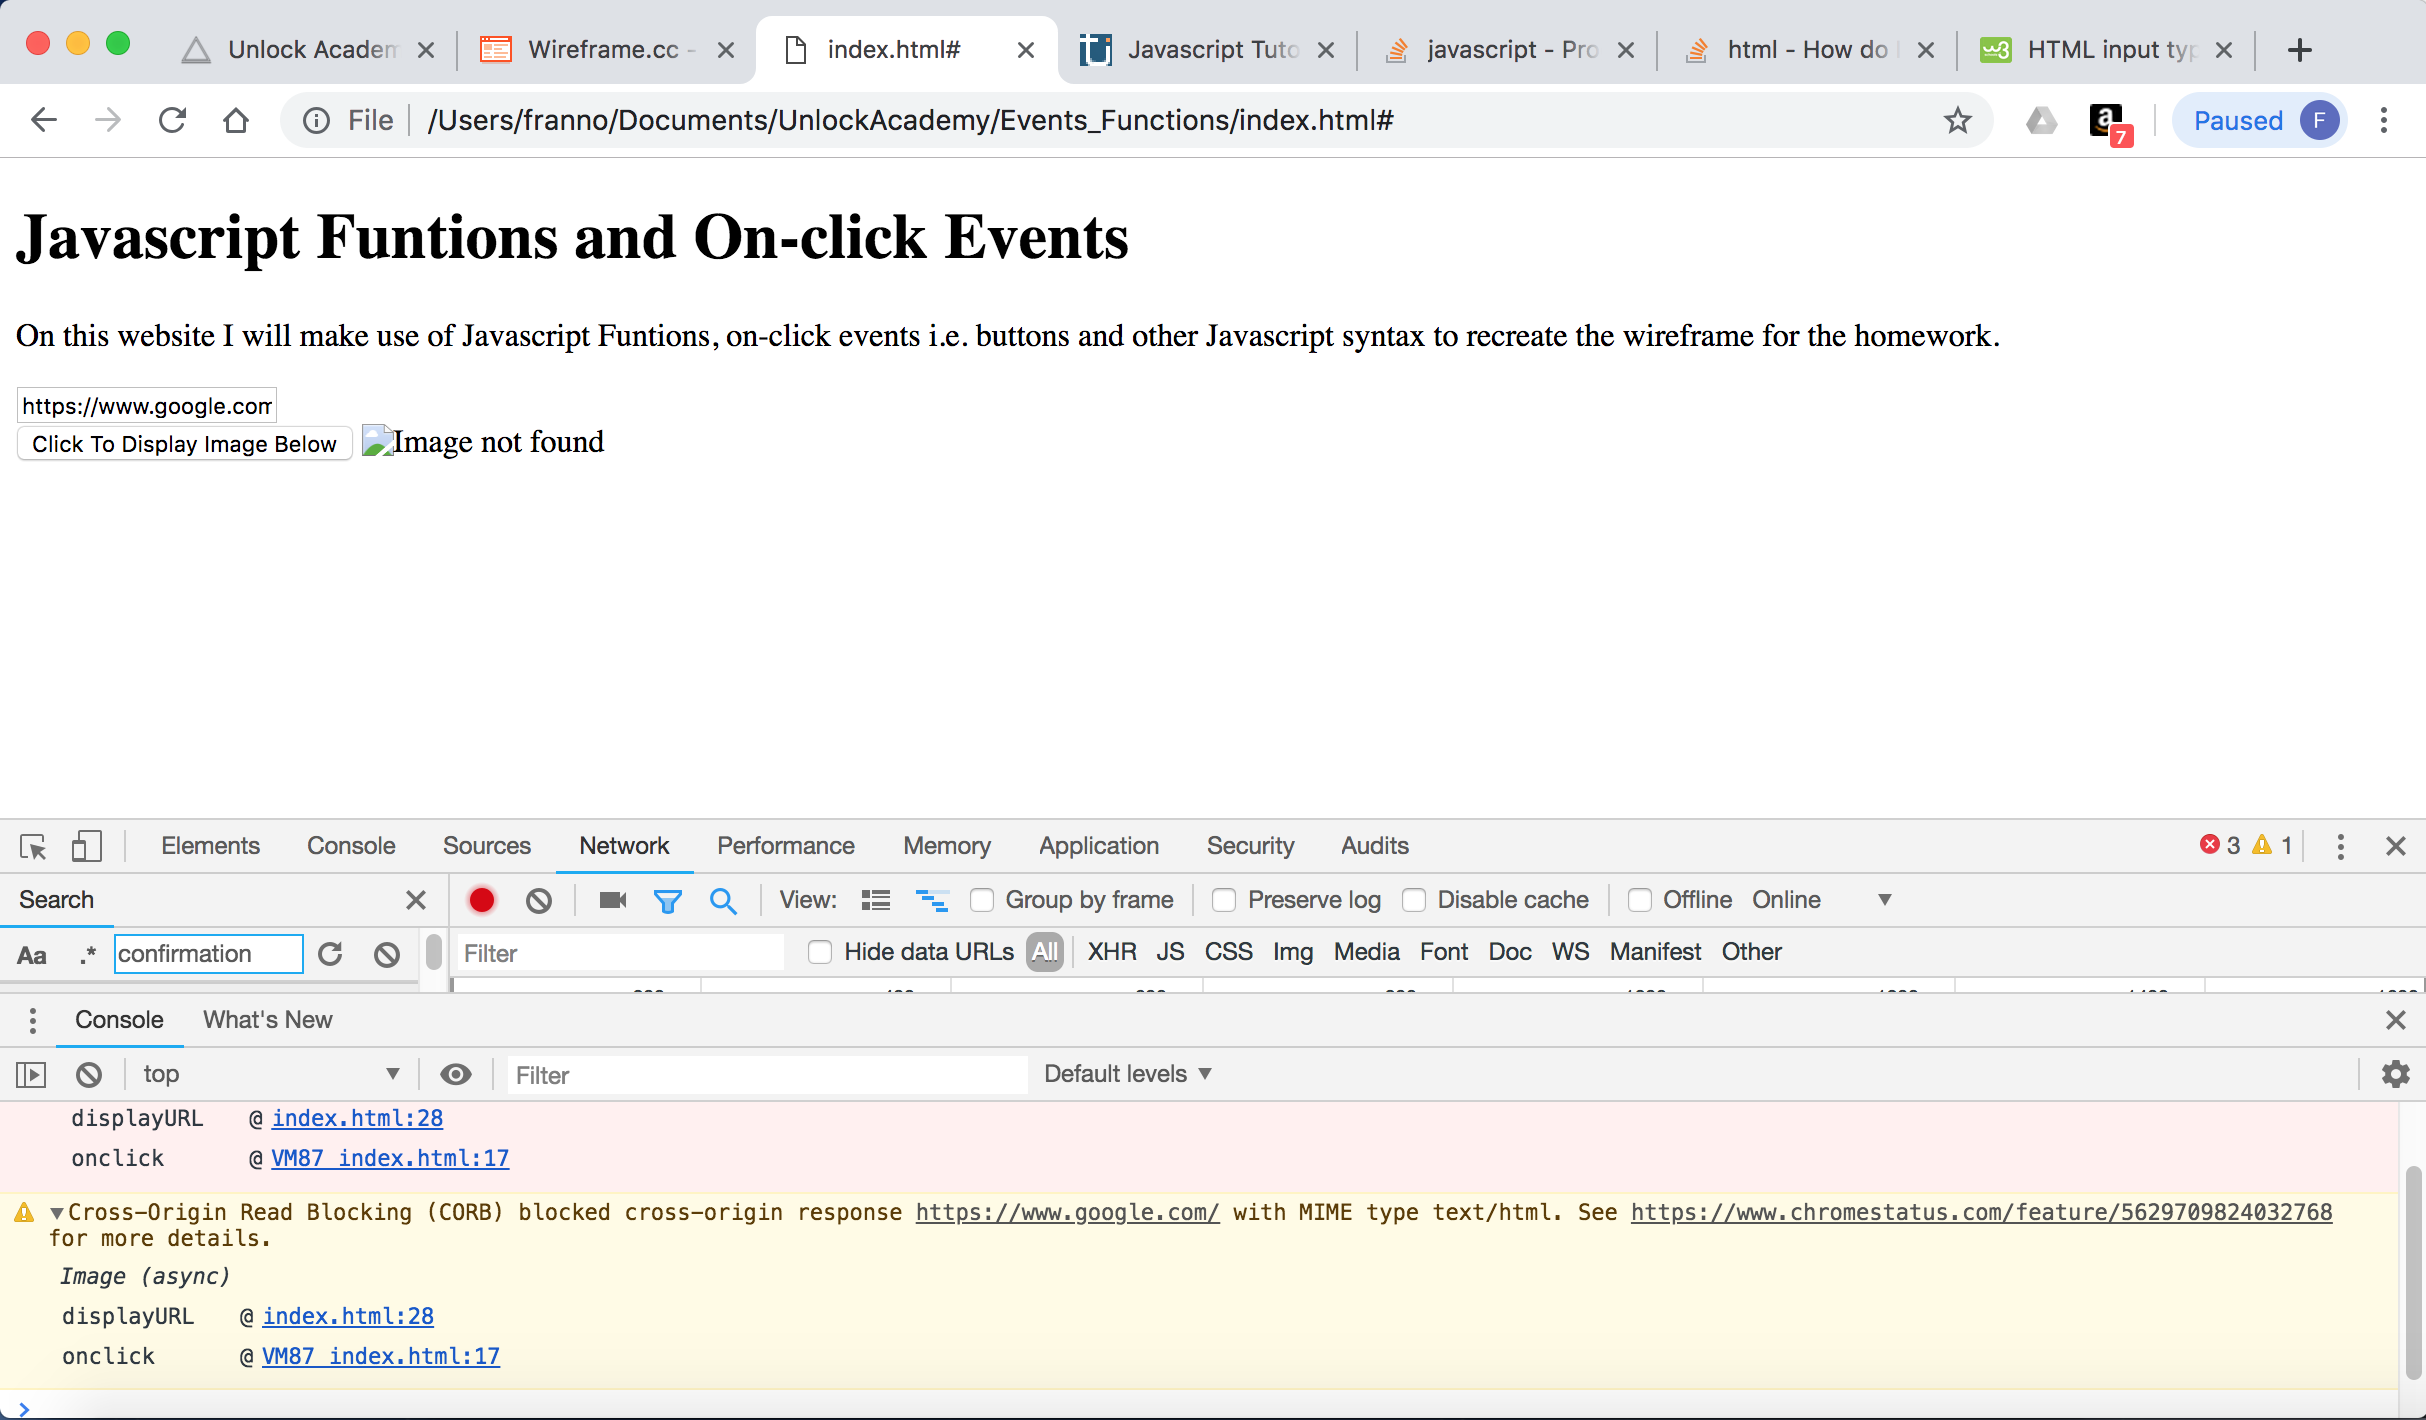 Unlock Academ
Wireframe.cc -
index.html#
Javascript Tuto
javascript - Pro
html - How do I
HTML input typ
File
/Users/franno/Documents/UnlockAcademy/Events_Functions/index.html#
a
7
Paused
F
Javascript Funtions and On-click Events
On this website I will make use of Javascript Funtions, on-click events i.e. buttons and other Javascript syntax to recreate the wireframe for the homework.
https://www.google.com
Click To Display Image Below
Image not found
Elements Console Sources Network Performance Memory Application Security Audits
3 1
Search
View:
Group by frame
Preserve log
Disable cache
Offline
Online
Aa .* confirmation
Filter
Hide data URLs All XHR JS CSS Img Media Font Doc WS Manifest Other
Console What's New
top
Filter
Default levels
displayURL @ index.html:28
onclick @ VM87 index.html:17
Cross-Origin Read Blocking (CORB) blocked cross-origin response https://www.google.com/ with MIME type text/html. See https://www.chromestatus.com/feature/5629709824032768
for more details.
Image (async)
displayURL @ index.html:28
onclick @ VM87 index.html:17